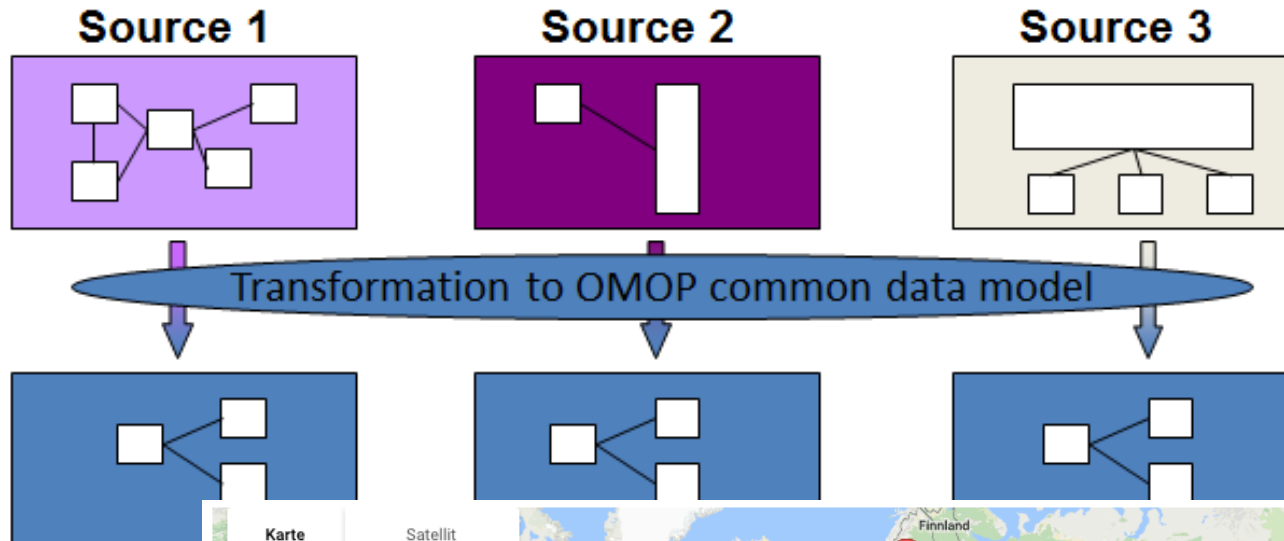 Source 1
Source 2
Source 3
Transformation to OMOP common data model
Karte
Satellit
Finnland